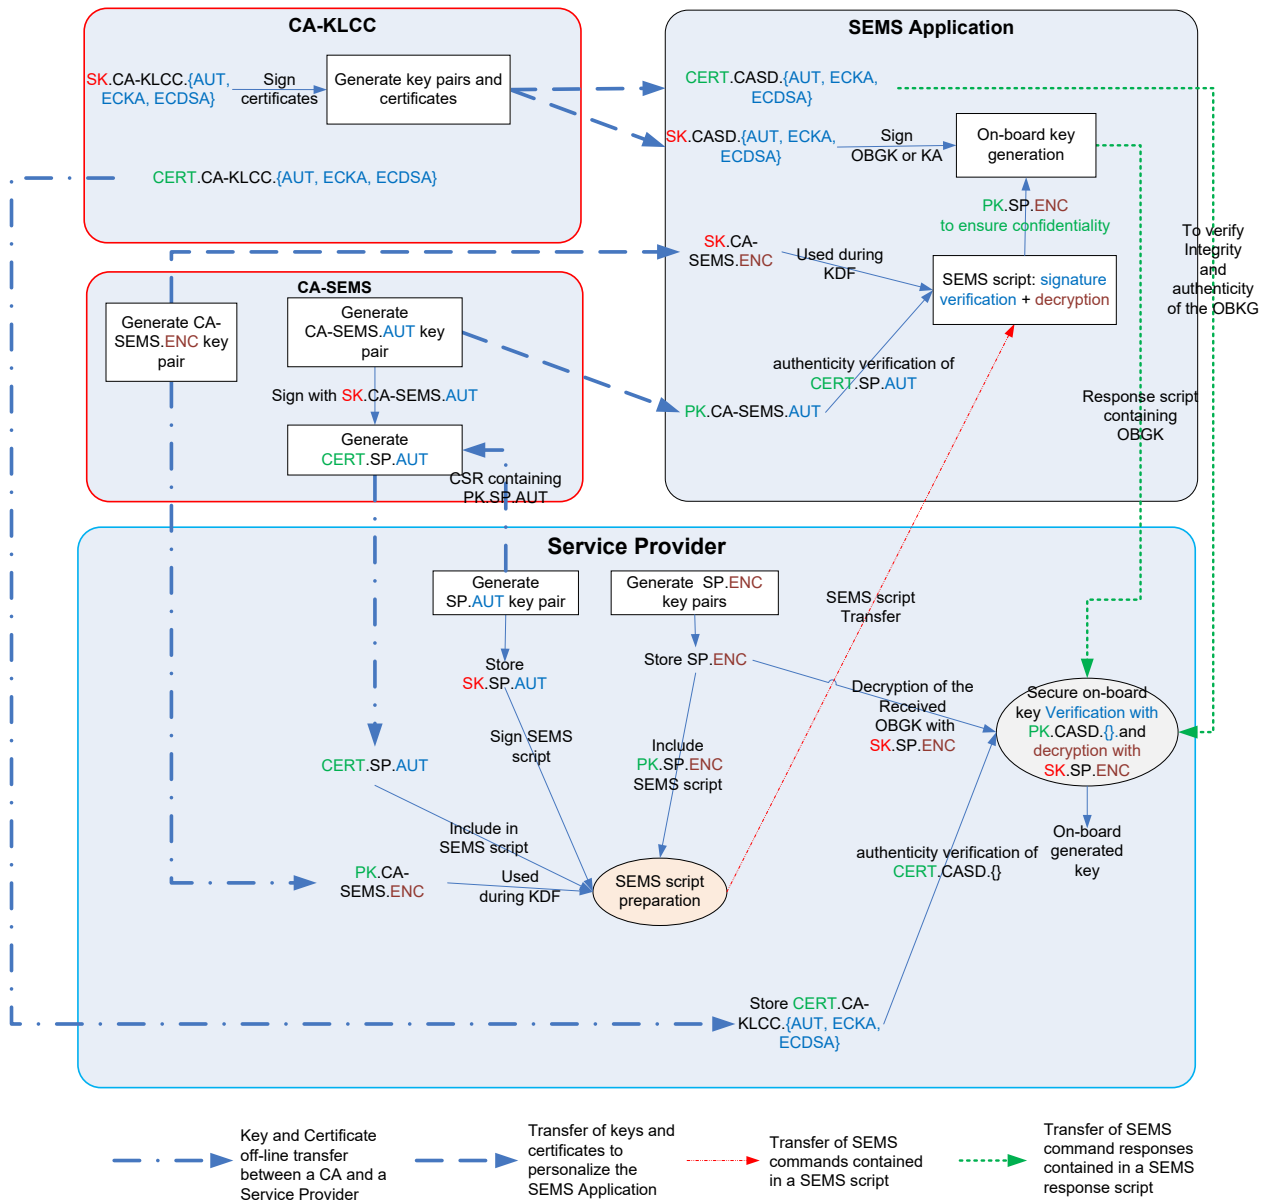 CA-KLCC
SK.CA-KLCC.{AUT,
ECKA, ECDSA}
Sign
certificates
Generate key pairs and
certificates
CERT.CA-KLCC.{AUT, ECKA, ECDSA}
SEMS Application
CERT.CASD.{AUT, ECKA,
ECDSA}
SK.CASD.{AUT, ECKA,
ECDSA}
Sign
OBGK or KA
On-board key
generation
PK.SP.ENC
to ensure confidentiality
SK.CA-
SEMS.ENC
Used during
KDF
SEMS script: signature
verification + decryption
To verify
Integrity
and
authenticity
of the OBKG
authenticity verification of
CERT.SP.AUT
PK.CA-SEMS.AUT
Response script
containing
OBGK
CA-SEMS
Generate CA-
SEMS.ENC key
pair
Generate
CA-SEMS.AUT key
pair
Sign with SK.CA-SEMS.AUT
Generate
CERT.SP.AUT
CSR containing
PK.SP.AUT
Service Provider
Generate
SP.AUT key pair
Generate SP.ENC
key pairs
SEMS script
Transfer
Store
SK.SP.AUT
Store SP.ENC
Decryption of the
Received
OBGK with
SK.SP.ENC
Secure on-board
key Verification with
PK.CASD.{}.and
decryption with
SK.SP.ENC
Sign SEMS
script
Include
PK.SP.ENC
SEMS script
CERT.SP.AUT
Include in
SEMS script
On-board
generated
key
authenticity verification of
CERT.CASD.{}
PK.CA-
SEMS.ENC
Used
during KDF
SEMS script
preparation
Store CERT.CA-
KLCC.{AUT, ECKA,
ECDSA}
Key and Certificate
off-line transfer
between a CA and a
Service Provider
Transfer of keys and
certificates to
personalize the
SEMS Application
Transfer of SEMS
commands contained
in a SEMS script
Transfer of SEMS
command responses
contained in a SEMS
response script